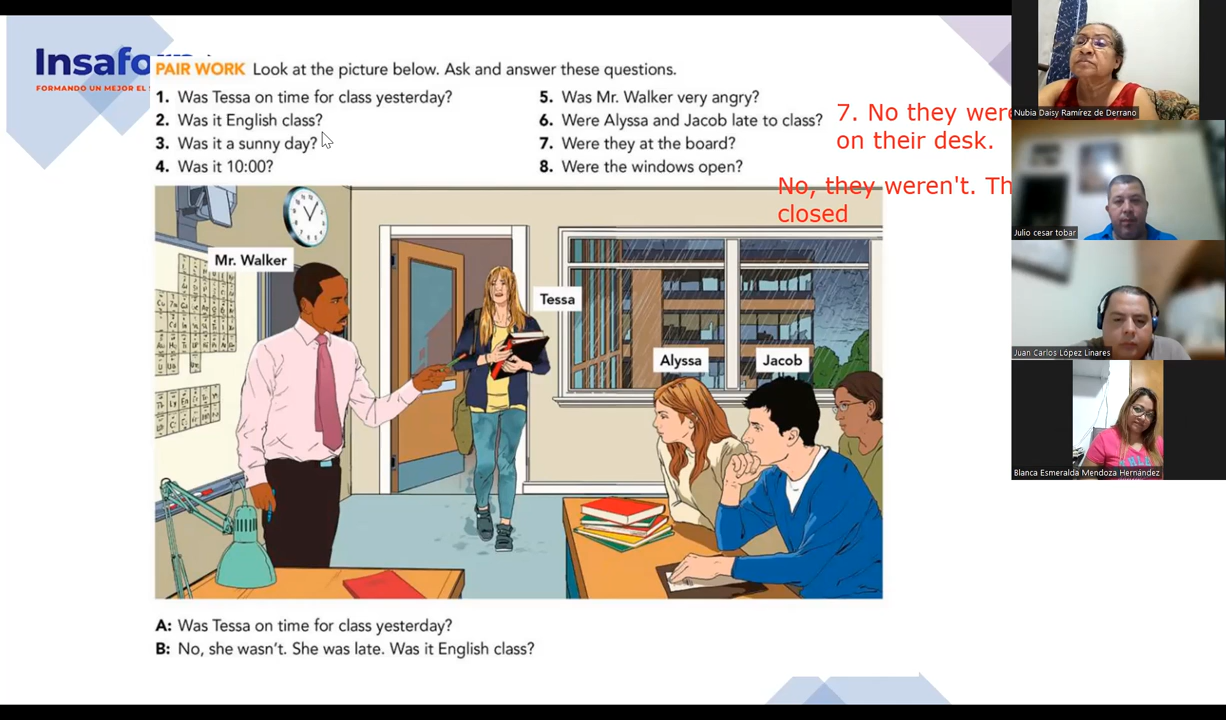 Insafo
FORMANDO UN MEJOR EL
PAIR WORK Look at the picture below. Ask and answer these questions.
1. Was Tessa on time for class yesterday?
2. Was it English class?
3. Was it a sunny day?
4. Was it 10:00?
5. Was Mr. Walker very angry?
6. Were Alyssa and Jacob late to class?
7. Were they at the board?
8. Were the windows open?
7. No they were
on their desk.
No, they weren't. Th
closed
Mr. Walker
Tessa
Alyssa
Jacob
A: Was Tessa on time for class yesterday?
B: No, she wasn't. She was late. Was it English class?
Nubia Daisy Ramírez de Derrano
Julio cesar tobar
Juan Carlos López Linares
Blanca Esmeralda Mendoza Hernández